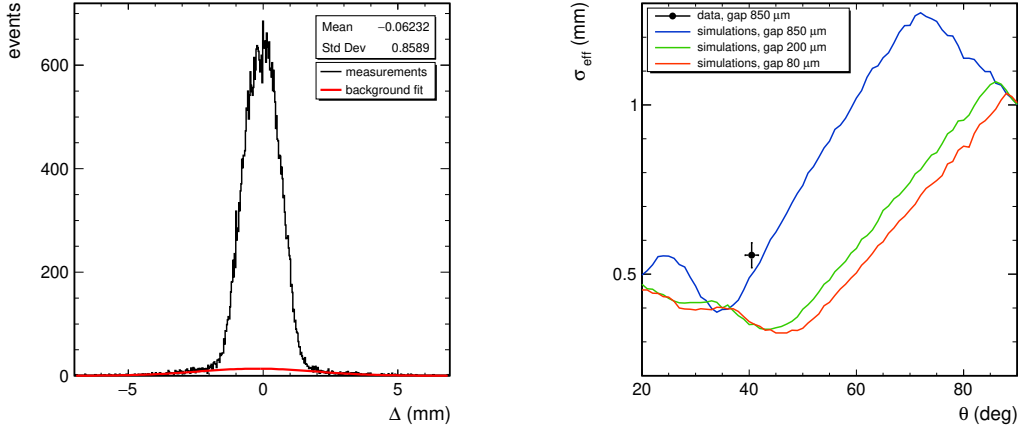 events
Mean −0.06232
Std Dev 0.8589
measurements
background fit
600
400
200
0
−5 0 5
Δ (mm)
σeff (mm)
data, gap 850 μm
simulations, gap 850 μm
simulations, gap 200 μm
simulations, gap 80 μm
1
0.5
20 40 60 80
θ (deg)